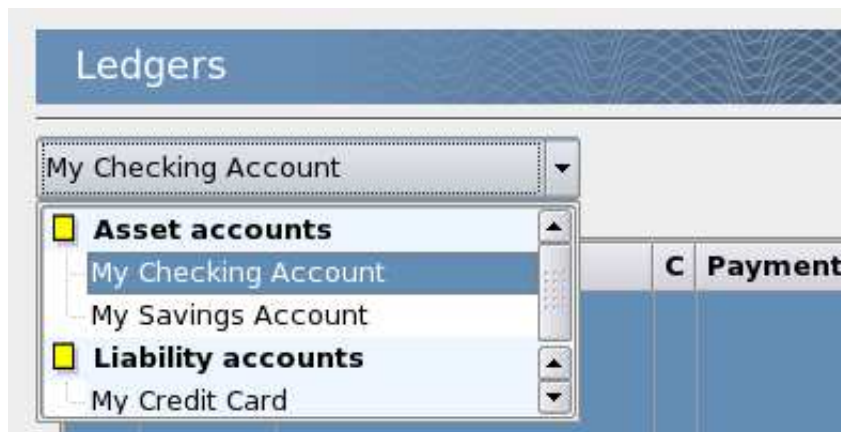 Ledgers
My Checking Account
Asset accounts
My Checking Account
C Payment
My Savings Account
Liability accounts
My Credit Card